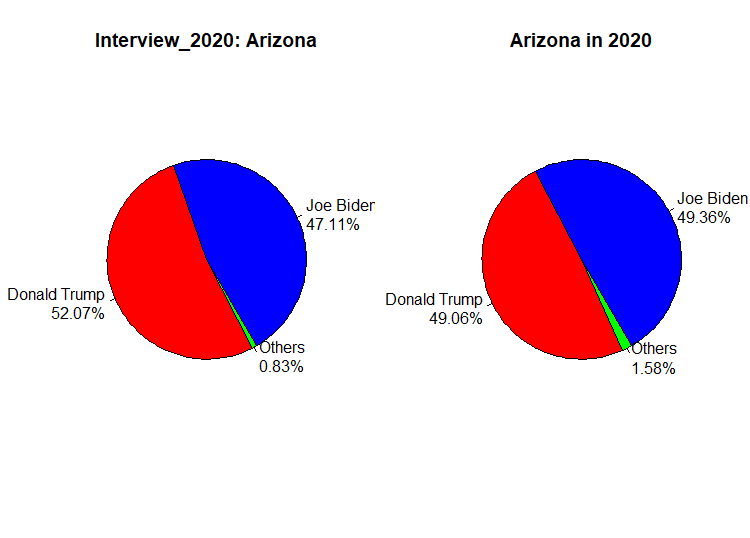 Interview_2020: Arizona
Joe Biden
47.11%
Donald Trump
52.07%
Others
0.83%
Arizona in 2020
Joe Biden
49.36%
Donald Trump
49.06%
Others
1.58%